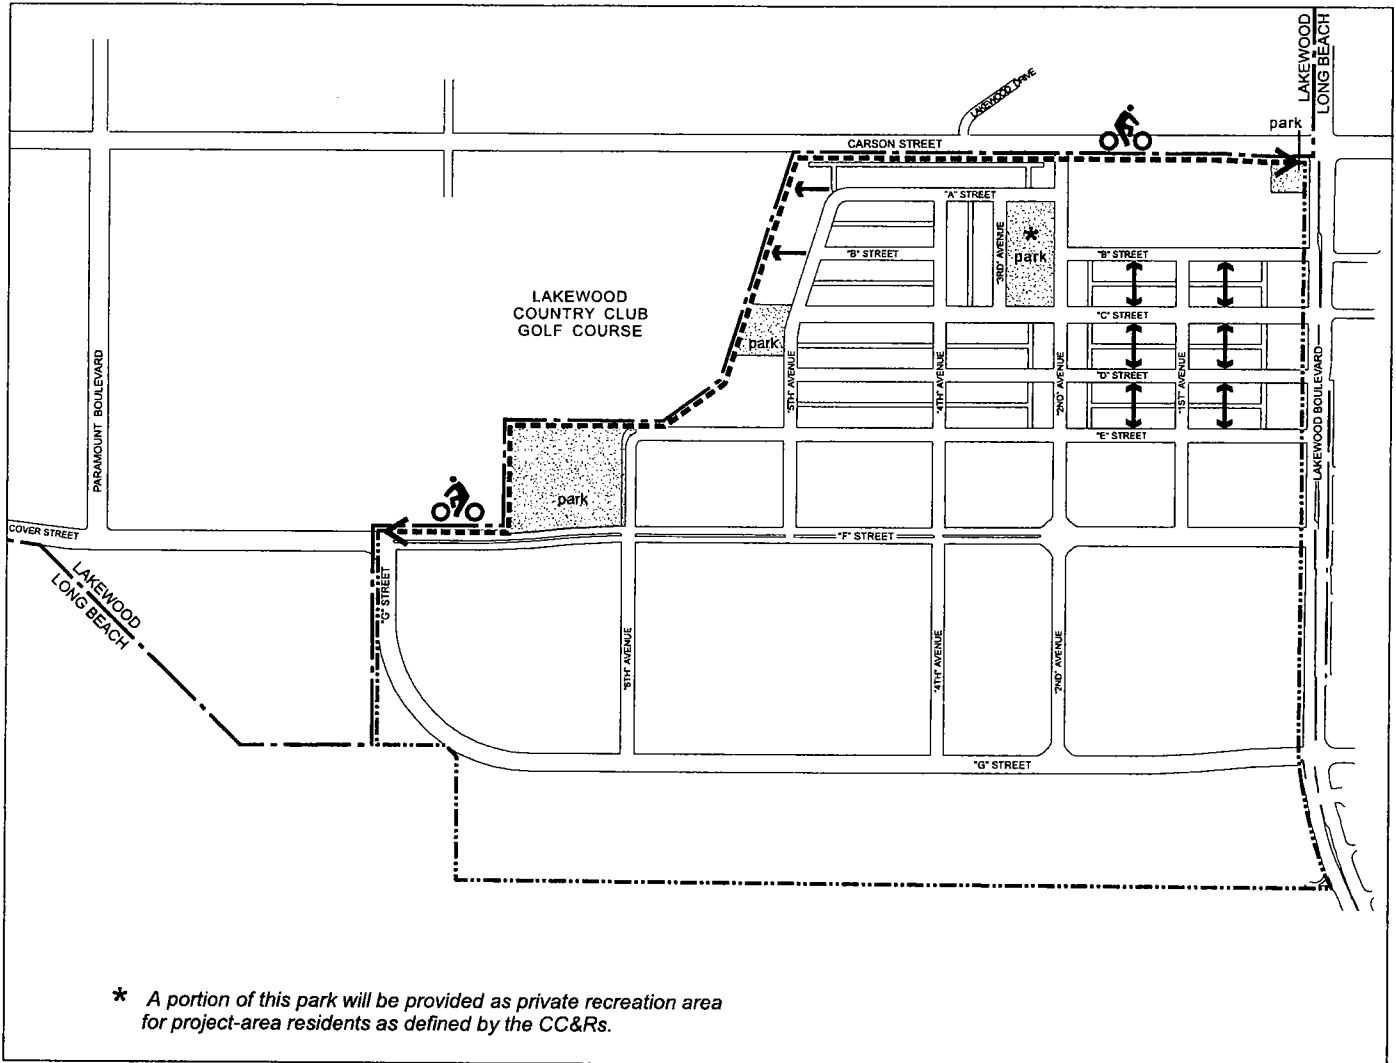 LAKEWOOD
LONG BEACH
LAKEWOOD DRIVE
park
CARSON STREET
"A" STREET
*
park
"3RD" AVENUE
"B" STREET
"B" STREET
LAKEWOOD
COUNTRY CLUB
GOLF COURSE
"C" STREET
park
PARAMOUNT BOULEVARD
"5TH" AVENUE
"4TH" AVENUE
"2ND" AVENUE
"D" STREET
"1ST" AVENUE
LAKEWOOD BOULEVARD
"E" STREET
park
COVER STREET
"F" STREET
LAKEWOOD
LONG BEACH
"G" STREET
"6TH" AVENUE
"4TH" AVENUE
"2ND" AVENUE
"G" STREET
* A portion of this park will be provided as private recreation area
for project-area residents as defined by the CC&Rs.